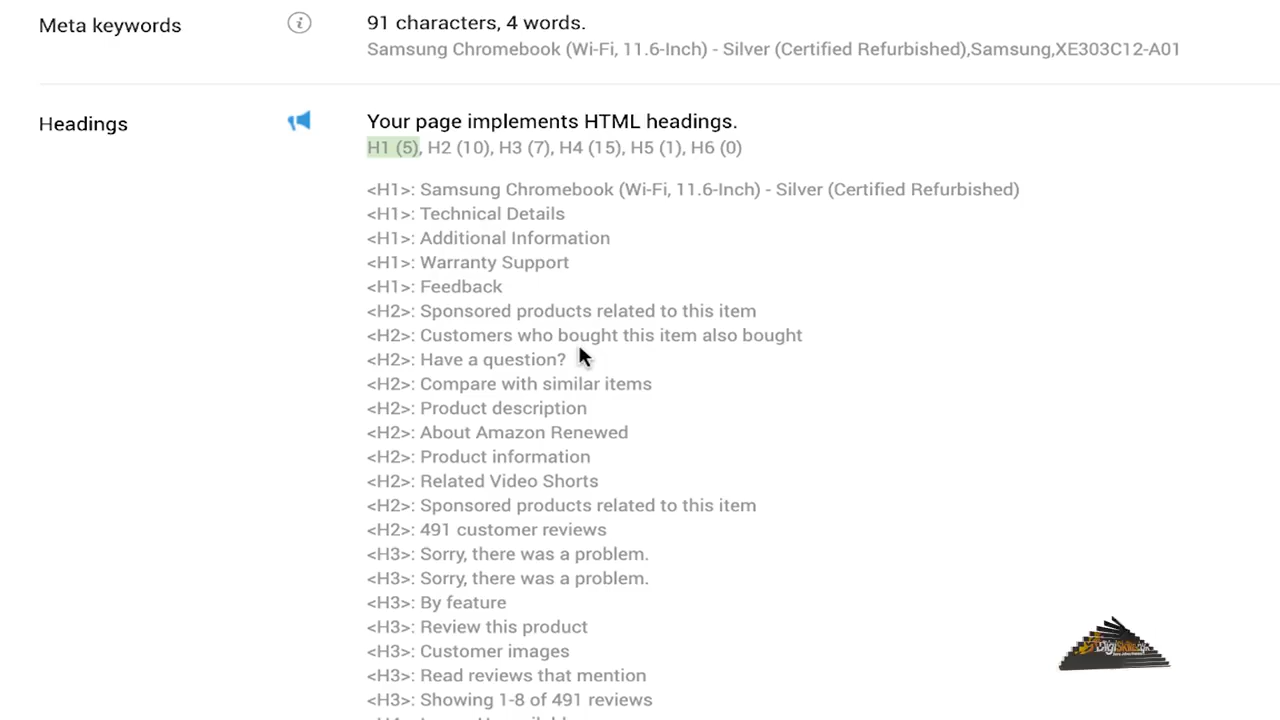 Meta keywords
91 characters, 4 words.
Samsung Chromebook (Wi-Fi, 11.6-Inch) - Silver (Certified Refurbished),Samsung,XE303C12-A01
Headings
Your page implements HTML headings.
H1 (5), H2 (10), H3 (7), H4 (15), H5 (1), H6 (0)
<H1>: Samsung Chromebook (Wi-Fi, 11.6-Inch) - Silver (Certified Refurbished)
<H1>: Technical Details
<H1>: Additional Information
<H1>: Warranty Support
<H1>: Feedback
<H2>: Sponsored products related to this item
<H2>: Customers who bought this item also bought
<H2>: Have a question?
<H2>: Compare with similar items
<H2>: Product description
<H2>: About Amazon Renewed
<H2>: Product information
<H2>: Related Video Shorts
<H2>: Sponsored products related to this item
<H2>: 491 customer reviews
<H3>: Sorry, there was a problem.
<H3>: Sorry, there was a problem.
<H3>: By feature
<H3>: Review this product
<H3>: Customer images
<H3>: Read reviews that mention
<H3>: Showing 1-8 of 491 reviews